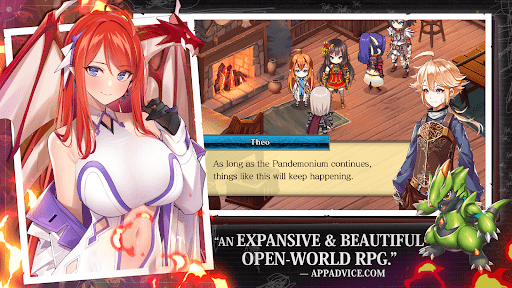 Theo
As long as the Pandemonium continues,
things like this will keep happening.
“AN EXPANSIVE & BEAUTIFUL
OPEN-WORLD RPG.”
— APPADVICE.COM